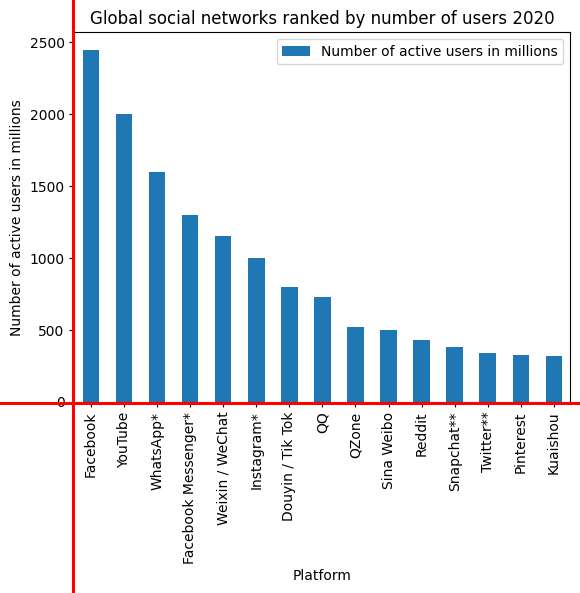 Global social networks ranked by number of users 2020
Number of active users in millions
Number of active users in millions
2500
2000
1500
1000
500
0
Facebook
YouTube
WhatsApp*
Facebook Messenger*
Weixin / WeChat
Instagram*
Douyin / Tik Tok
QQ
QZone
Sina Weibo
Reddit
Snapchat**
Twitter**
Pinterest
Kuaishou
Platform